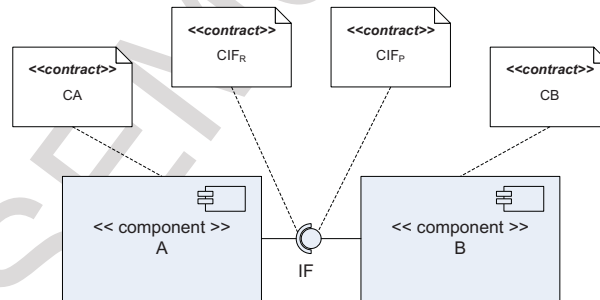 <<contract>>
CIF_R
<<contract>>
CIF_P
<<contract>>
CA
<<contract>>
CB
<< component >>
A
<< component >>
B
IF